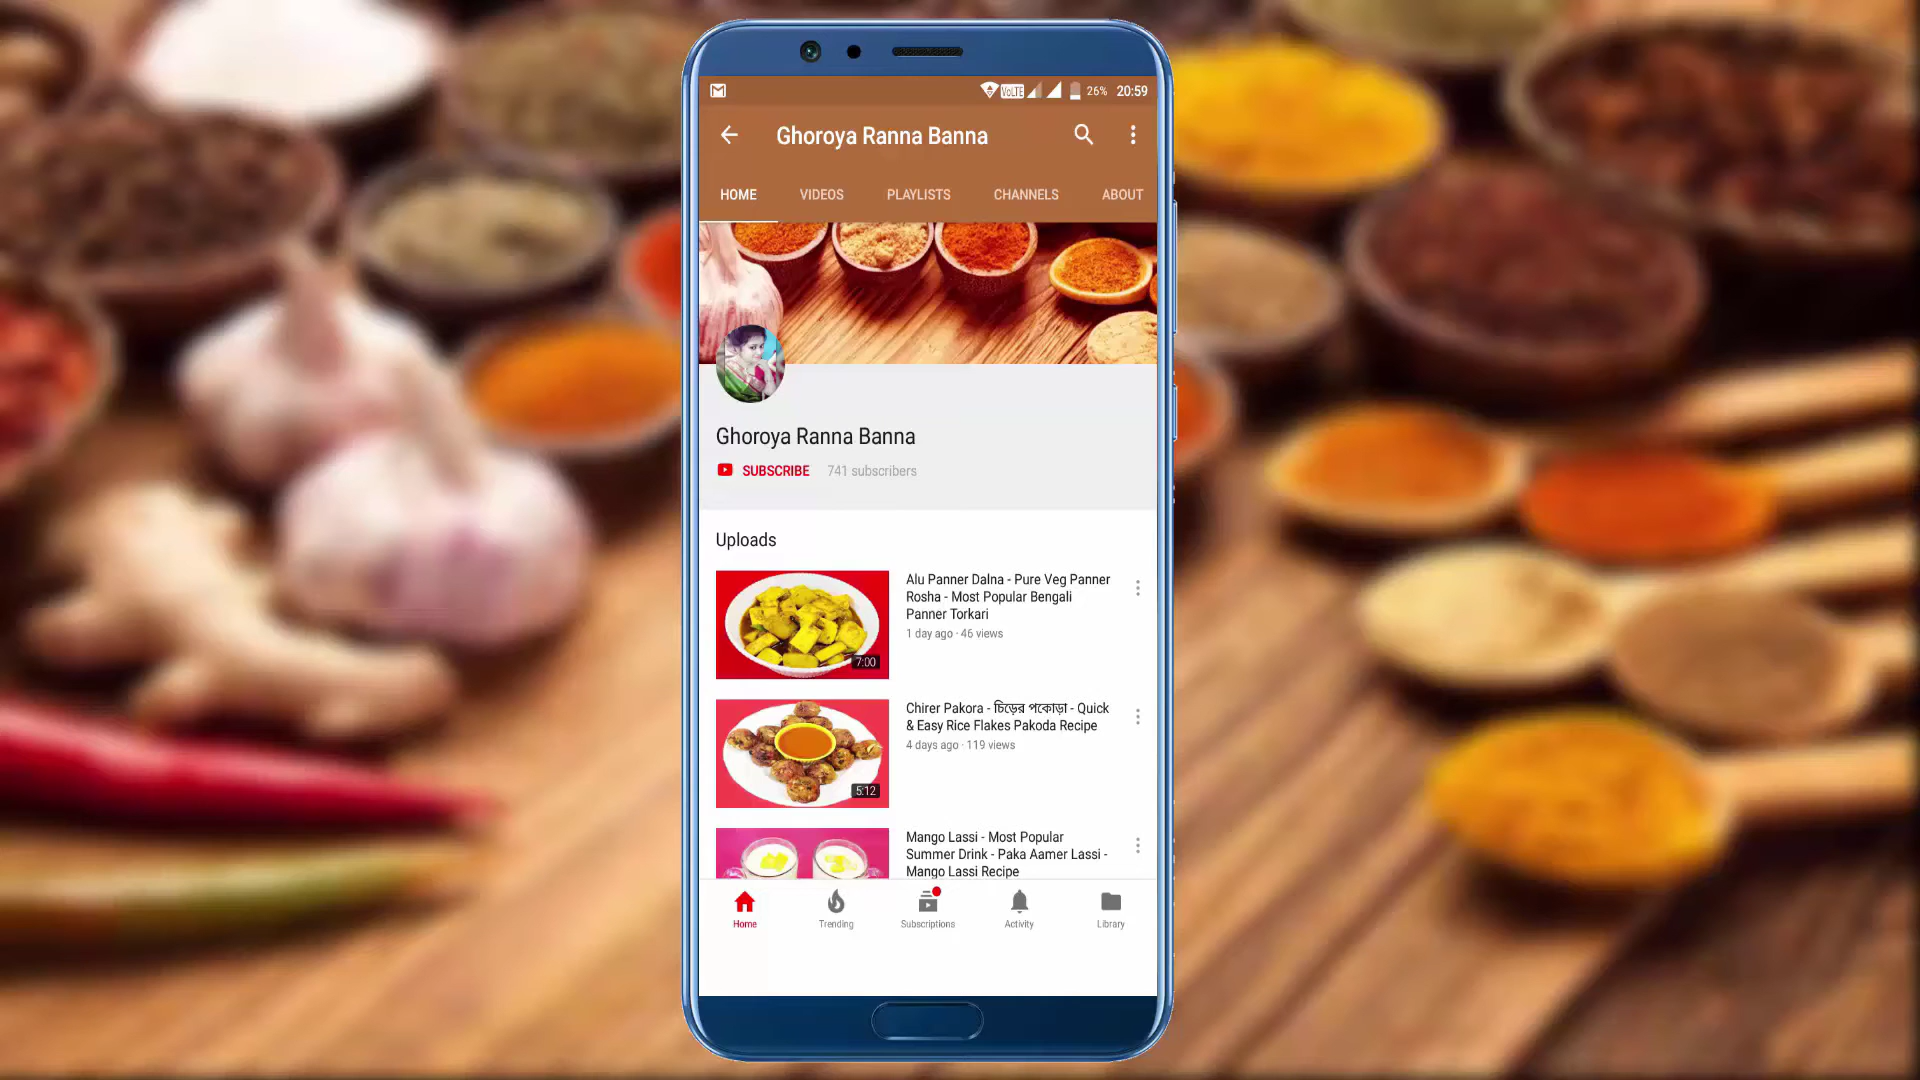 VoLTE 26% 20:59
Ghoroya Ranna Banna
HOME VIDEOS PLAYLISTS CHANNELS ABOUT
Ghoroya Ranna Banna
SUBSCRIBE 741 subscribers
Uploads
Alu Panner Dalna - Pure Veg Panner
Rosha - Most Popular Bengali
Panner Torkari
1 day ago · 46 views
7:00
Chirer Pakora - চিড়ের পকোড়া - Quick
& Easy Rice Flakes Pakoda Recipe
4 days ago · 119 views
5:12
Mango Lassi - Most Popular
Summer Drink - Paka Aamer Lassi -
Mango Lassi Recipe
Home Trending Subscriptions Activity Library